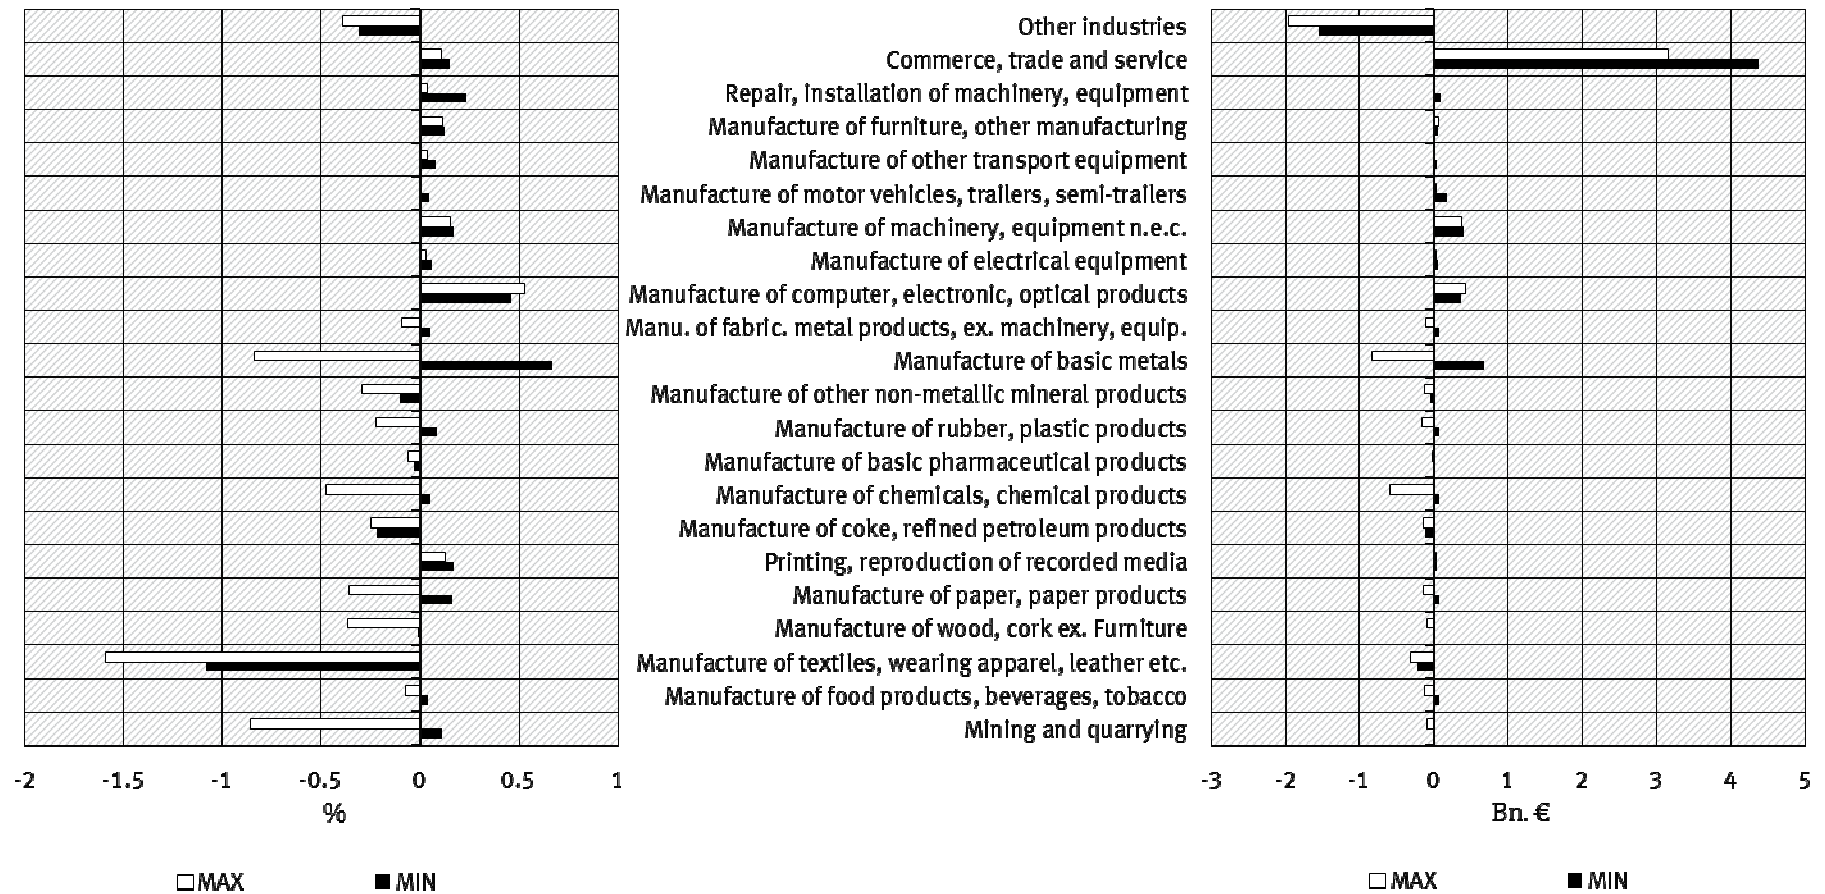 Other industries
Commerce, trade and service
Repair, installation of machinery, equipment
Manufacture of furniture, other manufacturing
Manufacture of other transport equipment
Manufacture of motor vehicles, trailers, semi-trailers
Manufacture of machinery, equipment n.e.c.
Manufacture of electrical equipment
Manufacture of computer, electronic, optical products
Manu. of fabric. metal products, ex. machinery, equip.
Manufacture of basic metals
Manufacture of other non-metallic mineral products
Manufacture of rubber, plastic products
Manufacture of basic pharmaceutical products
Manufacture of chemicals, chemical products
Manufacture of coke, refined petroleum products
Printing, reproduction of recorded media
Manufacture of paper, paper products
Manufacture of wood, cork ex. Furniture
Manufacture of textiles, wearing apparel, leather etc.
Manufacture of food products, beverages, tobacco
Mining and quarrying
-2 -1.5 -1 -0.5 0 0.5 1
%
MAX MIN
-3 -2 -1 0 1 2 3 4 5
Bn. €
MAX MIN